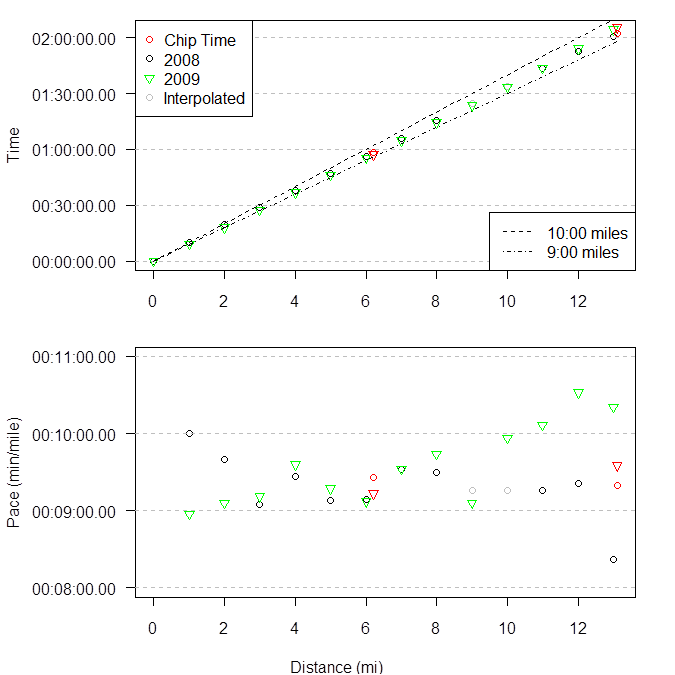 Time
02:00:00.00
01:30:00.00
01:00:00.00
00:30:00.00
00:00:00.00
Chip Time
2008
2009
Interpolated
10:00 miles
9:00 miles
0 2 4 6 8 10 12
Pace (min/mile)
00:11:00.00
00:10:00.00
00:09:00.00
00:08:00.00
0 2 4 6 8 10 12
Distance (mi)